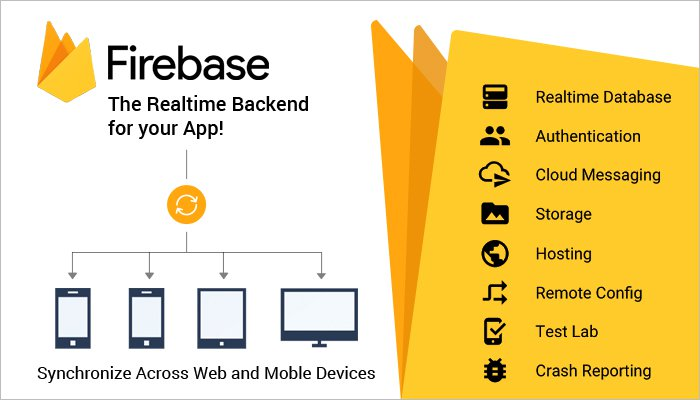 Firebase
The Realtime Backend
for your App!
Synchronize Across Web and Moble Devices
Realtime Database
Authentication
Cloud Messaging
Storage
Hosting
Remote Config
Test Lab
Crash Reporting